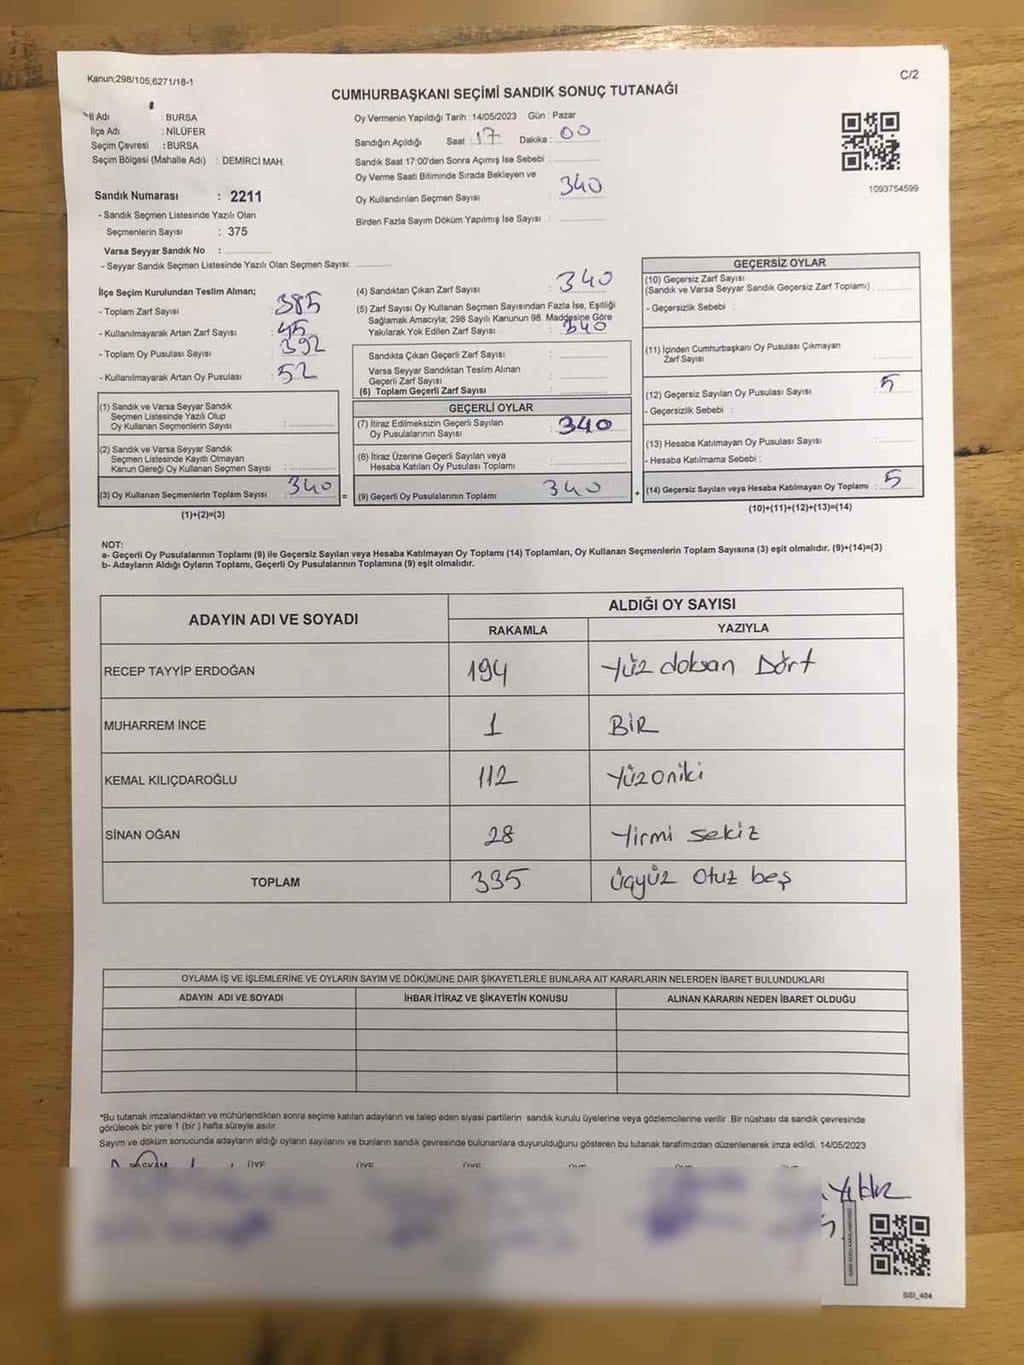 Kanun;298/105,6271/18-1
C/2
CUMHURBAŞKANI SEÇİMİ SANDIK SONUÇ TUTANAĞI
İl Adı : BURSA
İlçe Adı : NİLÜFER
Seçim Çevresi : BURSA
Seçim Bölgesi (Mahalle Adı) : DEMİRCİ MAH.
Sandık Numarası : 2211
- Sandık Seçmen Listesinde Yazılı Olan
Seçmenlerin Sayısı : 375
Varsa Seyyar Sandık No :
- Seyyar Sandık Seçmen Listesinde Yazılı Olan Seçmen Sayısı:
Oy Vermenin Yapıldığı Tarih : 14/05/2023 Gün : Pazar
Sandığın Açıldığı Saat : 17 Dakika : 00
Sandık Saat 17:00'den Sonra Açımış İse Sebebi :
Oy Verme Saati Bitiminde Sırada Bekleyen ve
Oy Kullandırılan Seçmen Sayısı : 340
Birden Fazla Sayım Döküm Yapılmış İse Sayısı :
1093754599
İlçe Seçim Kurulundan Teslim Alınan;
- Toplam Zarf Sayısı : 385
- Kullanılmayarak Artan Zarf Sayısı : 45
- Toplam Oy Pusulası Sayısı : 392
- Kullanılmayarak Artan Oy Pusulası : 52
(1) Sandık ve Varsa Seyyar Sandık
Seçmen Listesinde Yazılı Olup
Oy Kullanan Seçmenlerin Sayısı :
(2) Sandık ve Varsa Seyyar Sandık
Seçmen Listesinde Kayıtlı Olmayan
Kanun Gereği Oy Kullanan Seçmen Sayısı :
(3) Oy Kullanan Seçmenlerin Toplam Sayısı : 340 =
(1)+(2)=(3)
(4) Sandıktan Çıkan Zarf Sayısı : 340
(5) Zarf Sayısı Oy Kullanan Seçmen Sayısından Fazla İse, Eşitliği
Sağlamak Amacıyla; 298 Sayılı Kanunun 98. Maddesine Göre
Yakılarak Yok Edilen Zarf Sayısı : 340
Sandıkta Çıkan Geçerli Zarf Sayısı :
Varsa Seyyar Sandıktan Teslim Alınan
Geçerli Zarf Sayısı :
(6) Toplam Geçerli Zarf Sayısı :
GEÇERLİ OYLAR
(7) İtiraz Edilmeksizin Geçerli Sayılan
Oy Pusulalarının Sayısı : 340
(8) İtiraz Üzerine Geçerli Sayılan veya
Hesaba Katılan Oy Pusulası Toplamı :
(9) Geçerli Oy Pusulalarının Toplamı : 340 +
GEÇERSİZ OYLAR
(10) Geçersiz Zarf Sayısı
(Sandık ve Varsa Seyyar Sandık Geçersiz Zarf Toplamı) :
- Geçersizlik Sebebi :
(11) İçinden Cumhurbaşkanı Oy Pusulası Çıkmayan
Zarf Sayısı :
(12) Geçersiz Sayılan Oy Pusulası Sayısı : 5
- Geçersizlik Sebebi :
(13) Hesaba Katılmayan Oy Pusulası Sayısı :
- Hesaba Katılmama Sebebi :
(14) Geçersiz Sayılan veya Hesaba Katılmayan Oy Toplamı : 5
(10)+(11)+(12)+(13)=(14)
NOT:
a- Geçerli Oy Pusulalarının Toplamı (9) ile Geçersiz Sayılan veya Hesaba Katılmayan Oy Toplamı (14) Toplamları, Oy Kullanan Seçmenlerin Toplam Sayısına (3) eşit olmalıdır. (9)+(14)=(3)
b- Adayların Aldığı Oyların Toplamı, Geçerli Oy Pusulalarının Toplamına (9) eşit olmalıdır.
ADAYIN ADI VE SOYADI
ALDIĞI OY SAYISI
RAKAMLA YAZIYLA
RECEP TAYYİP ERDOĞAN 194 Yüz doksan Dört
MUHARREM İNCE 1 BİR
KEMAL KILIÇDAROĞLU 112 Yüzoniki
SİNAN OĞAN 28 Yirmi sekiz
TOPLAM 335 Üçyüz Otuz beş
OYLAMA İŞ VE İŞLEMLERİNE VE OYLARIN SAYIM VE DÖKÜMÜNE DAİR ŞİKAYETLERLE BUNLARA AİT KARARLARIN NELERDEN İBARET BULUNDUKLARI
ADAYIN ADI VE SOYADI İHBAR İTİRAZ VE ŞİKAYETİN KONUSU ALINAN KARARIN NEDEN İBARET OLDUĞU
*Bu tutanak imzalandıktan ve mühürlendikten sonra seçime katılan adayların ve talep eden siyasi partilerin sandık kurulu üyelerine veya gözlemcilerine verilir .Bir nüshası da sandık çevresinde
görülecek bir yere 1 (bir ) hafta süreyle asılır.
Sayım ve döküm sonucunda adayların aldığı oyların sayılarını ve bunların sandık çevresinde bulunanlara duyurulduğunu gösteren bu tutanak tarafımızdan düzenlenerek imza edildi. 14/05/2023
BAŞKAN ÜYE ÜYE ÜYE ÜYE ÜYE ÜYE
Yıldız
SSI_404